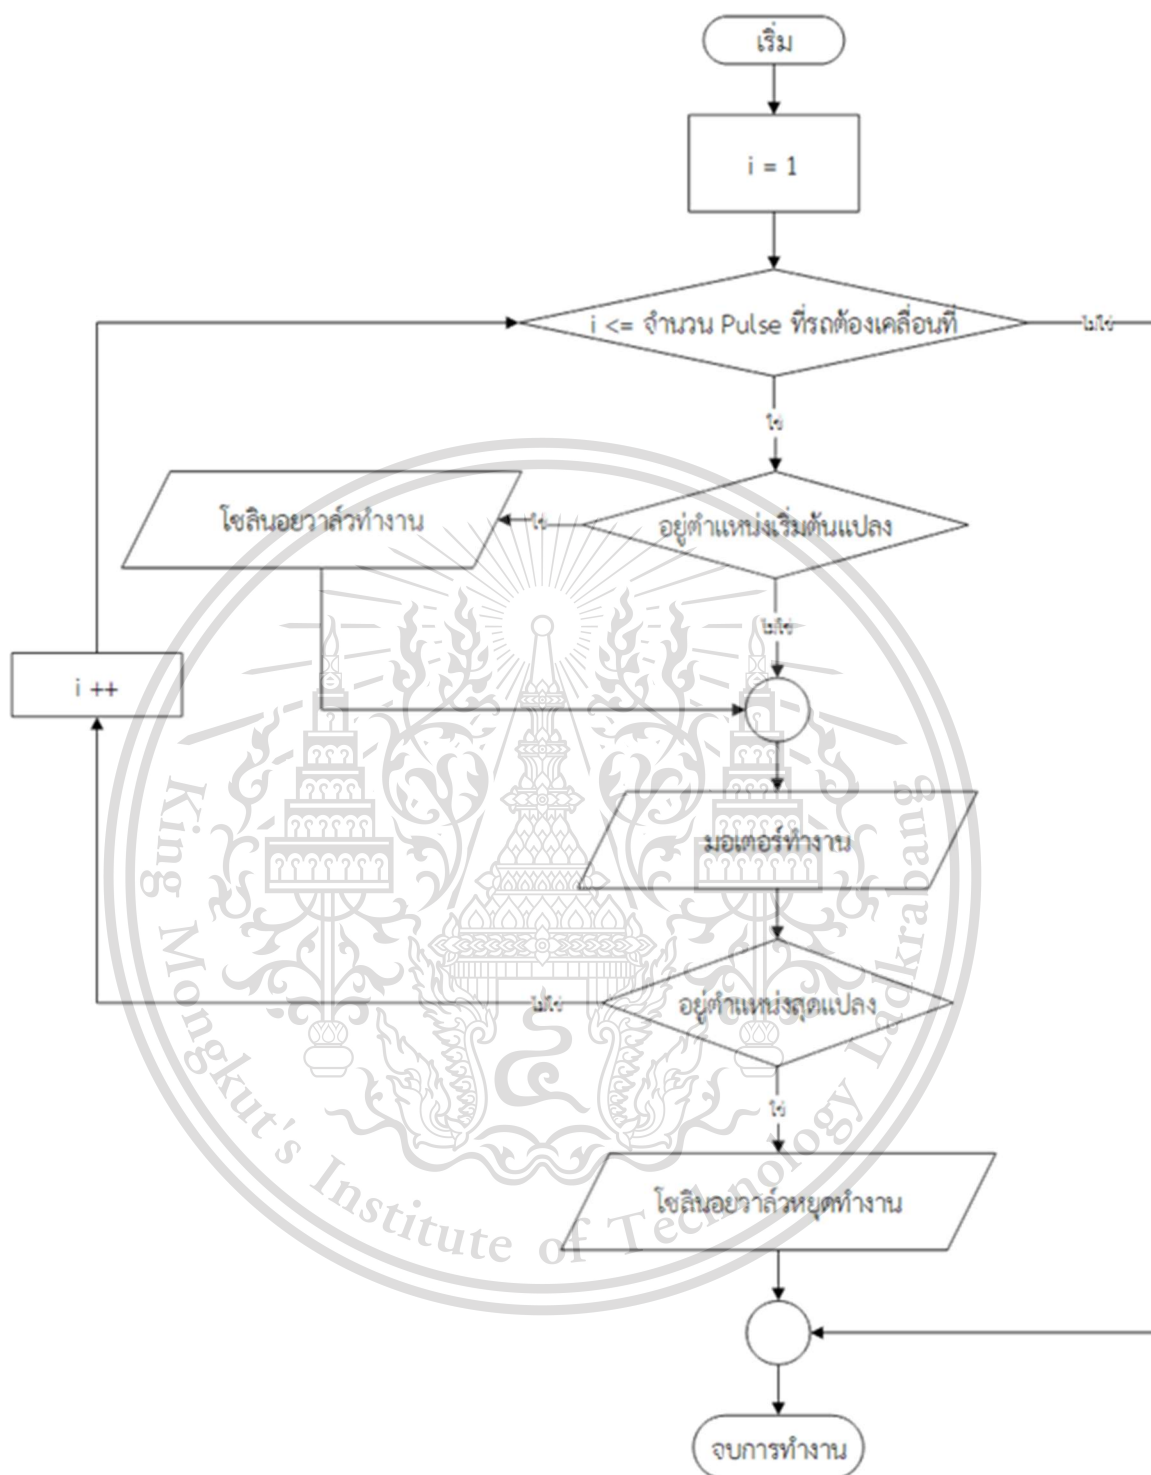 เริ่ม
i = 1
i <= จำนวน Pulse ที่รถต้องเคลื่อนที่
ไม่ใช่
ใช่
อยู่ตำแหน่งเริ่มต้นแปลง
ใช่
โซลินอยวาล์วทำงาน
ไม่ใช่
i ++
มอเตอร์ทำงาน
อยู่ตำแหน่งสุดแปลง
ไม่ใช่
ใช่
โซลินอยวาล์วหยุดทำงาน
จบการทำงาน
King Mongkut's Institute of Technology Ladkrabang